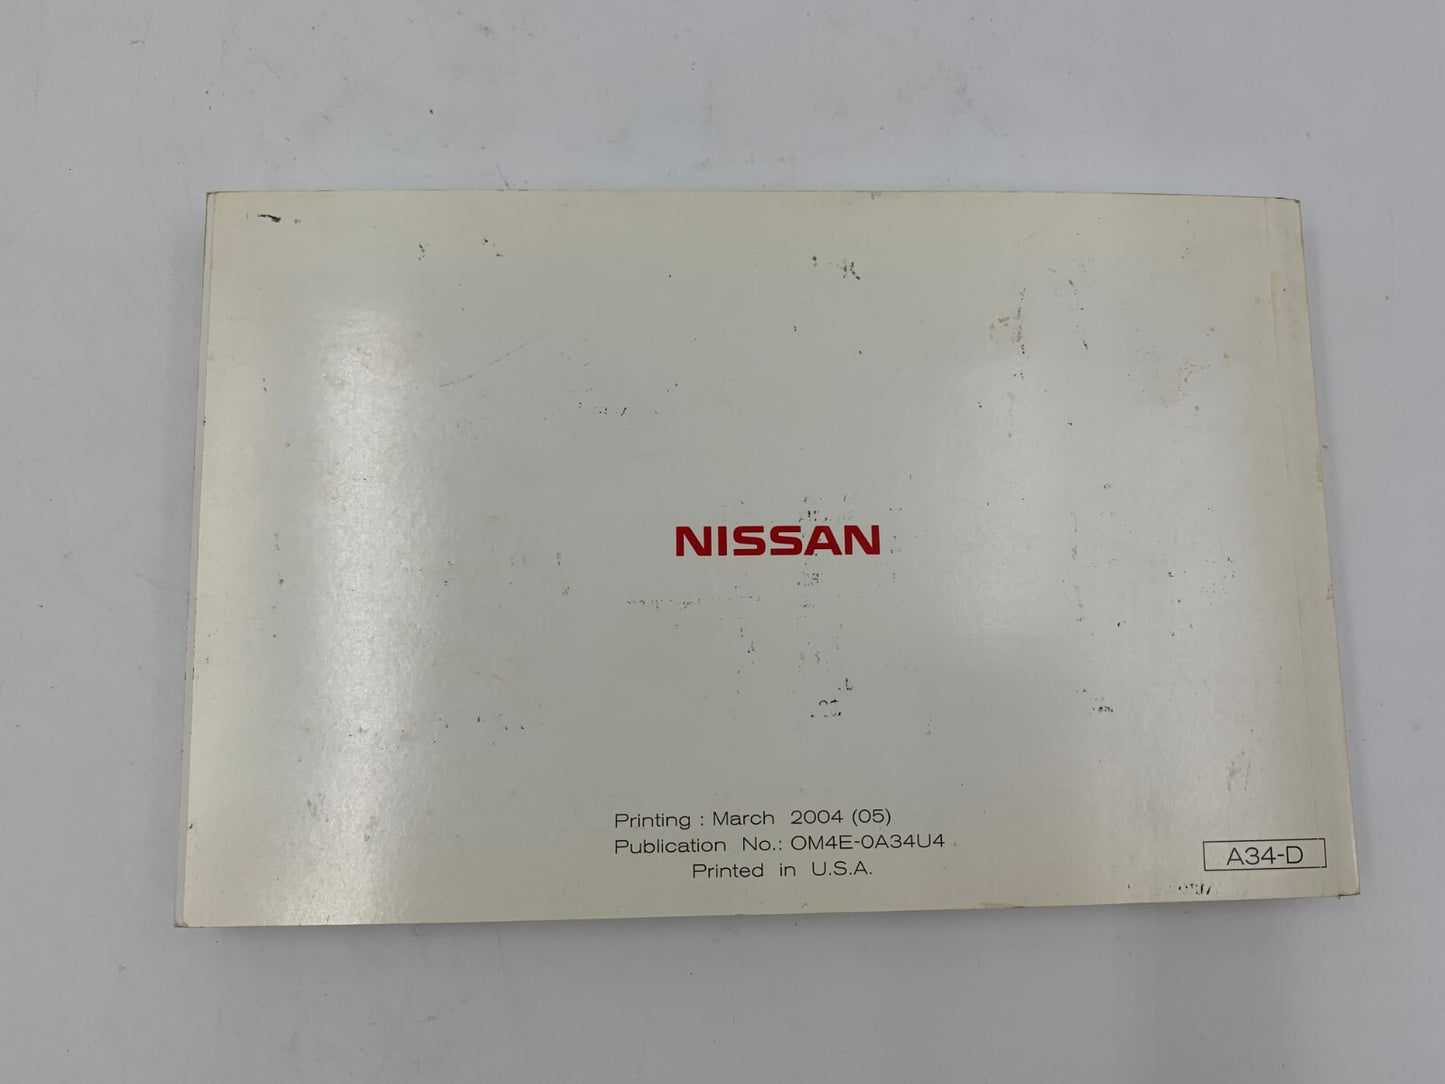 NISSAN
Printing : March 2004 (05)
Publication No.: OM4E-0A34U4
Printed in U.S.A.
A34-D